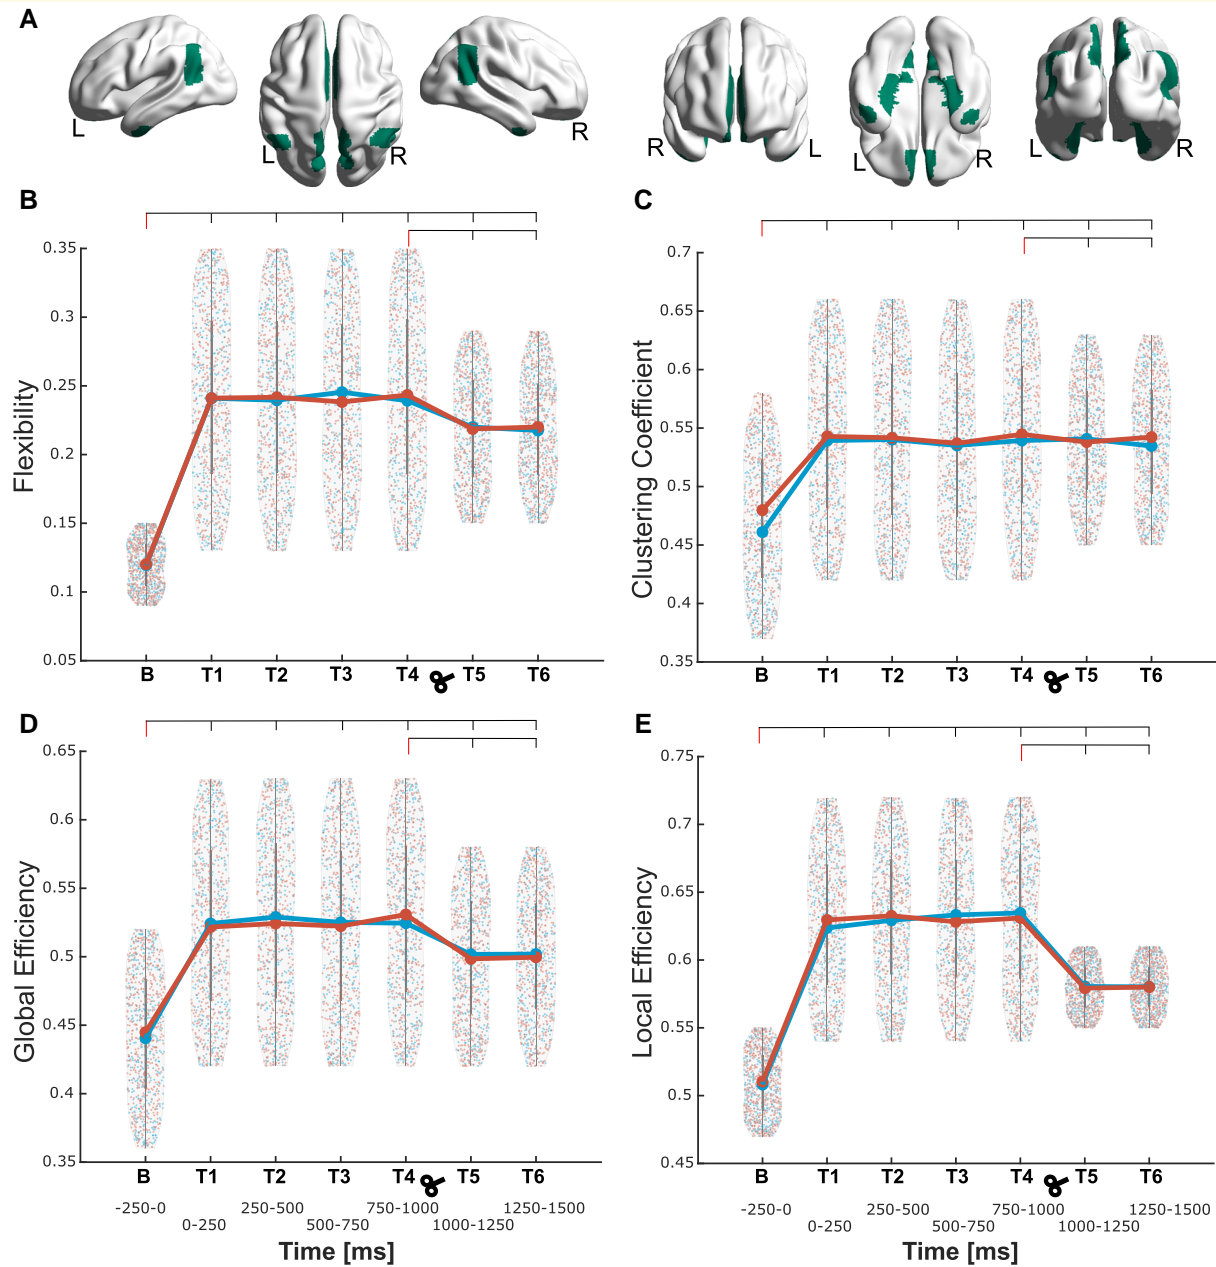 A
L
L
R
R
R
L
L
R
L
R
B
Flexibility
0.35
0.3
0.25
0.2
0.15
0.1
0.05
B T1 T2 T3 T4 T5 T6
C
Clustering Coefficient
0.7
0.65
0.6
0.55
0.5
0.45
0.4
0.35
B T1 T2 T3 T4 T5 T6
D
Global Efficiency
0.65
0.6
0.55
0.5
0.45
0.4
0.35
B T1 T2 T3 T4 T5 T6
-250-0 250-500 750-1000 1250-1500
0-250 500-750 1000-1250
Time [ms]
E
Local Efficiency
0.75
0.7
0.65
0.6
0.55
0.5
0.45
B T1 T2 T3 T4 T5 T6
-250-0 250-500 750-1000 1250-1500
0-250 500-750 1000-1250
Time [ms]